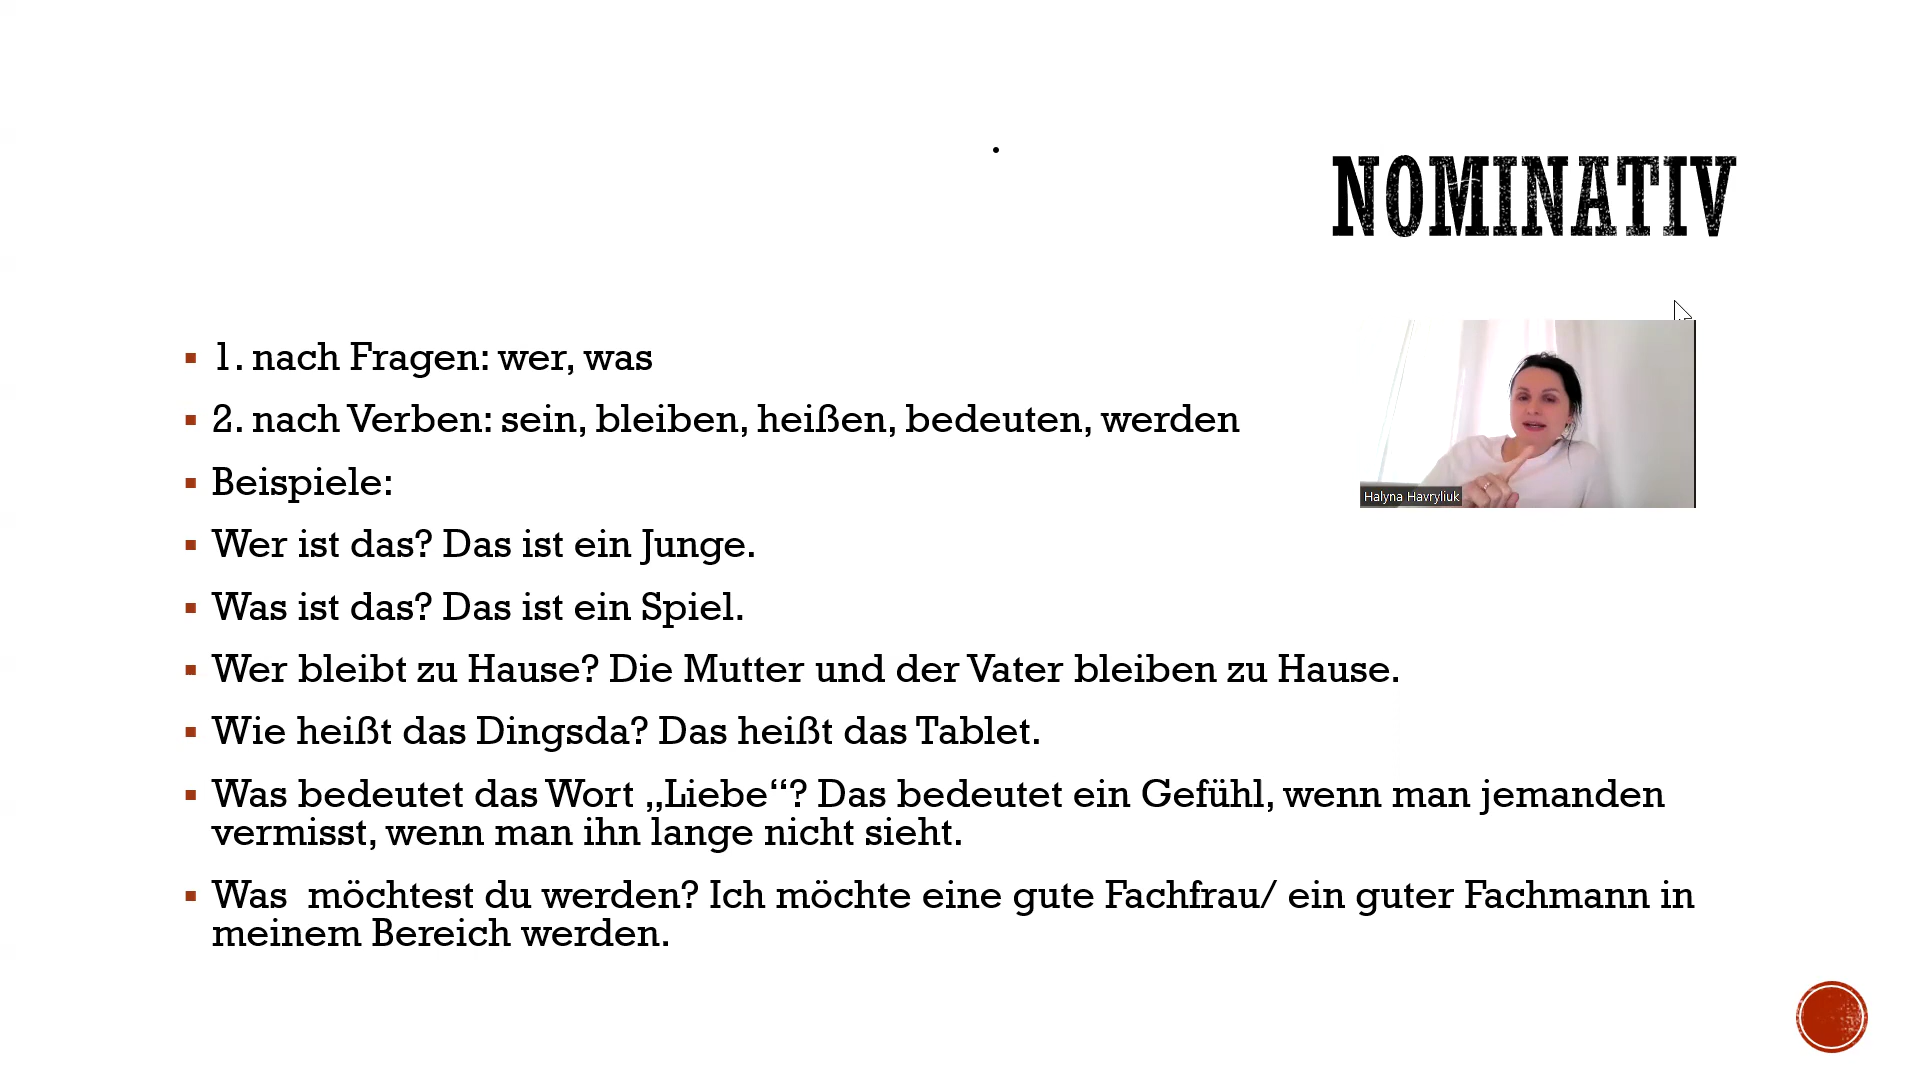 NOMINATIV
1. nach Fragen: wer, was
2. nach Verben: sein, bleiben, heißen, bedeuten, werden
Beispiele:
Wer ist das? Das ist ein Junge.
Was ist das? Das ist ein Spiel.
Wer bleibt zu Hause? Die Mutter und der Vater bleiben zu Hause.
Wie heißt das Dingsda? Das heißt das Tablet.
Was bedeutet das Wort „Liebe“? Das bedeutet ein Gefühl, wenn man jemanden
vermisst, wenn man ihn lange nicht sieht.
Was  möchtest du werden? Ich möchte eine gute Fachfrau/ ein guter Fachmann in
meinem Bereich werden.
Halyna Havryliuk